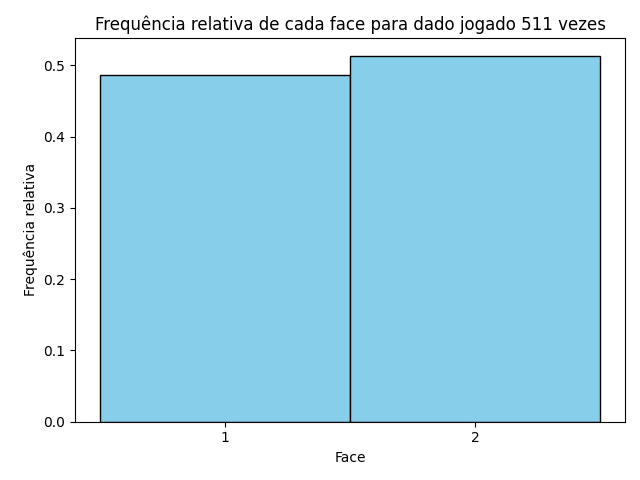 Frequência relativa de cada face para dado jogado 511 vezes
0.5
0.4
0.3
0.2
0.1
0.0
Frequência relativa
1 2
Face